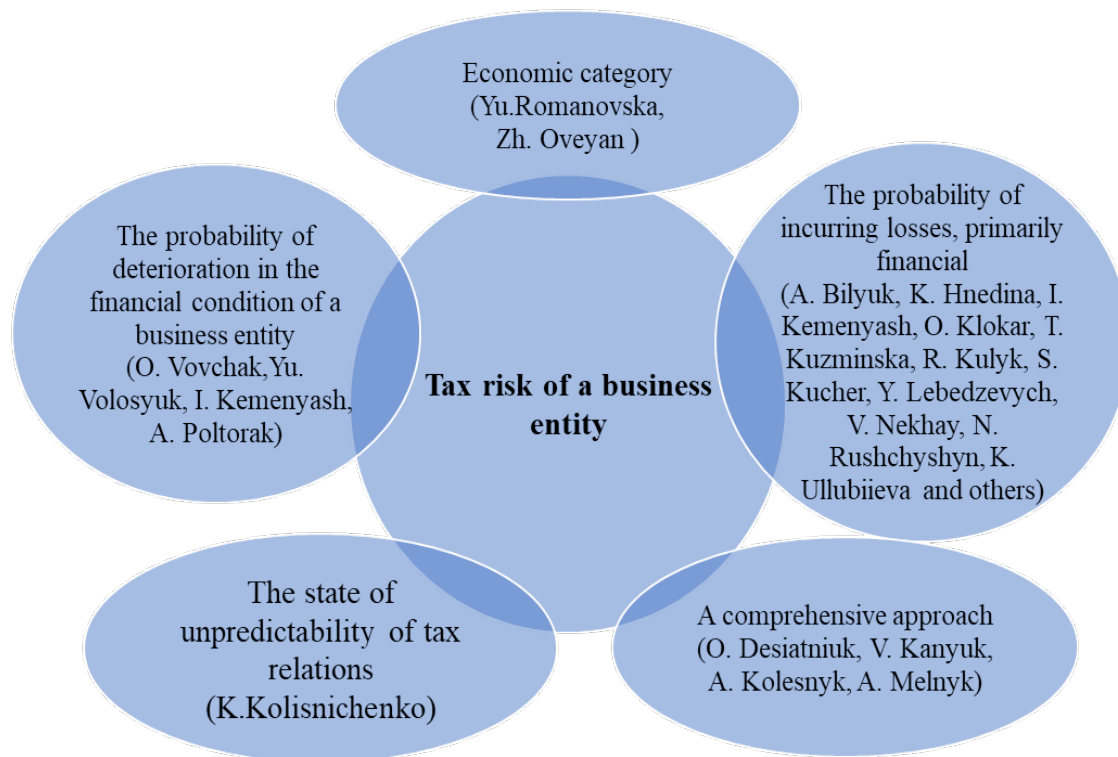 Economic category
(Yu.Romanovska,
Zh. Oveyan )
The probability of
deterioration in the
financial condition of a
business entity
(O. Vovchak,Yu.
Volosyuk, I. Kemenyash,
A. Poltorak)
The probability of
incurring losses, primarily
financial
(A. Bilyuk, K. Hnedina, I.
Kemenyash, O. Klokar, T.
Kuzminska, R. Kulyk, S.
Kucher, Y. Lebedzevych,
V. Nekhay, N.
Rushchyshyn, K.
Ullubiieva and others)
Tax risk of a business
entity
The state of
unpredictability of tax
relations
(K.Kolisnichenko)
A comprehensive approach
(O. Desiatniuk, V. Kanyuk,
A. Kolesnyk, A. Melnyk)